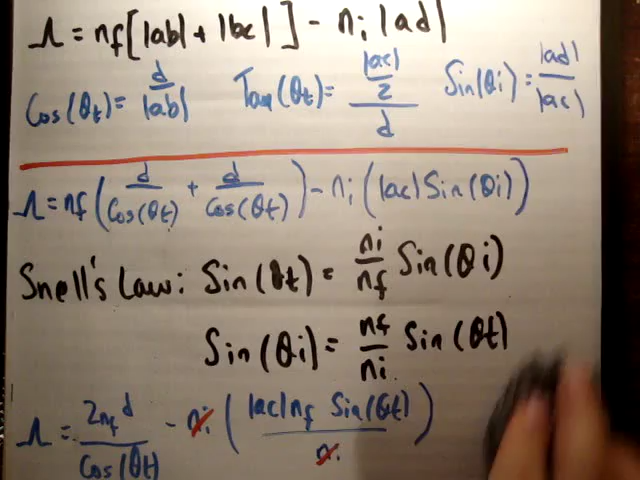 Λ = nf[|ab| + |bc|] - ni |ad|
Cos(θt) = d/|ab| Tan(θt) = (|ac|/2)/d Sin(θi) = |ad|/|ac|
Λ = nf(d/Cos(θt) + d/Cos(θt)) - ni(|ac| Sin(θi))
Snell's Law: Sin(θt) = ni/nf Sin(θi)
Sin(θi) = nf/ni Sin(θt)
Λ = 2nf d/Cos(θt) - ni (|ac| nf Sin(θt)/ni)